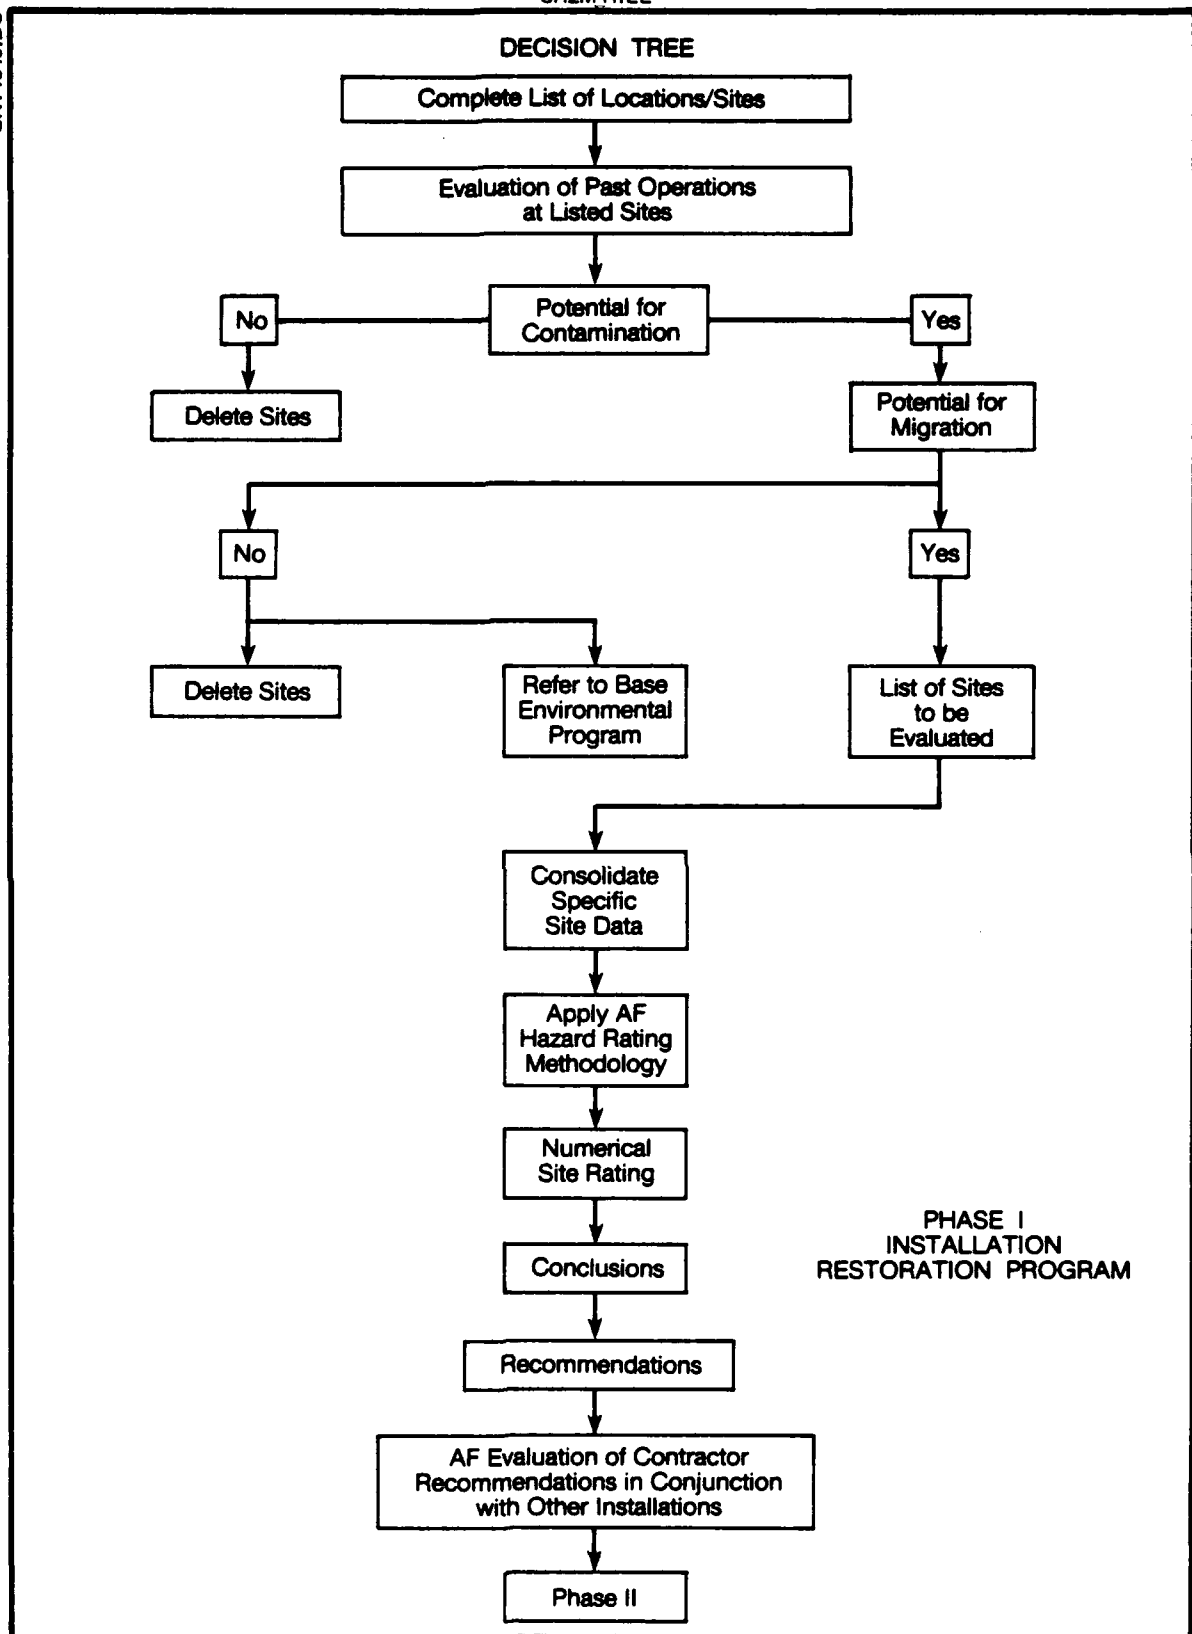 DECISION TREE
Complete List of Locations/Sites
Evaluation of Past Operations
at Listed Sites
Potential for
Contamination
No
Yes
Delete Sites
Potential for
Migration
No
Yes
Delete Sites
Refer to Base
Environmental
Program
List of Sites
to be
Evaluated
Consolidate
Specific
Site Data
Apply AF
Hazard Rating
Methodology
Numerical
Site Rating
PHASE I
INSTALLATION
RESTORATION PROGRAM
Conclusions
Recommendations
AF Evaluation of Contractor
Recommendations in Conjunction
with Other Installations
Phase II